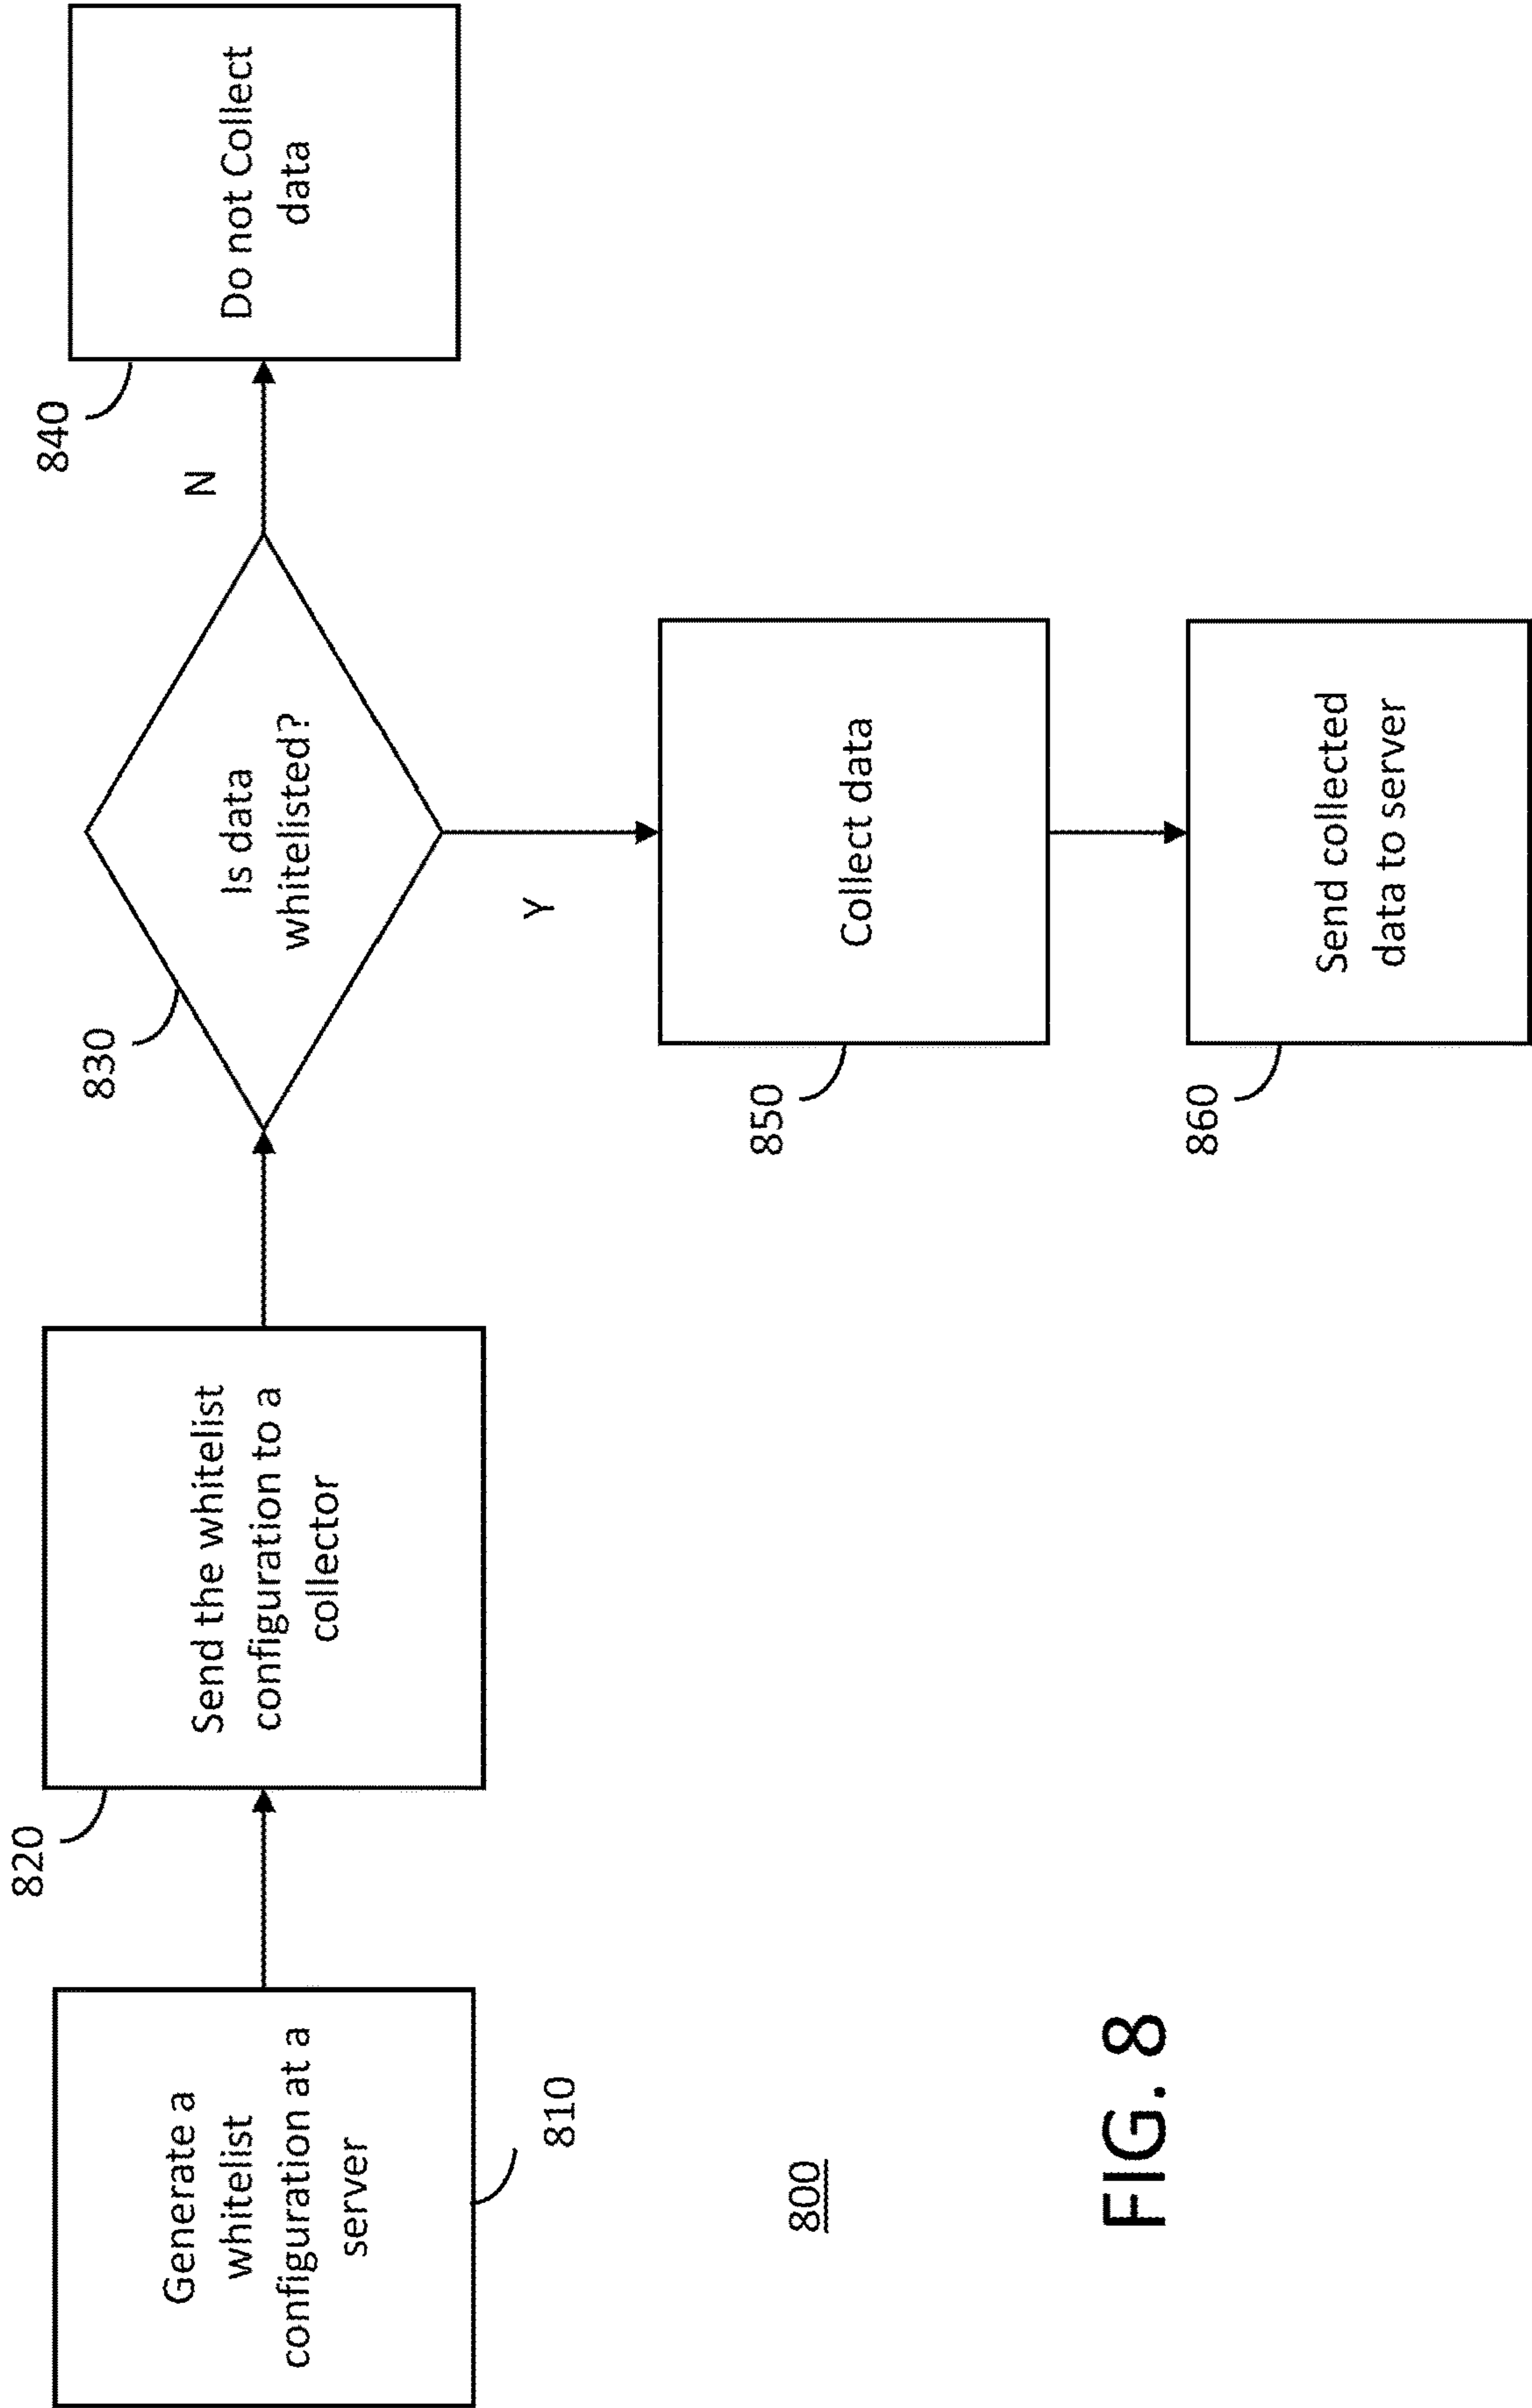 810
Generate a
whitelist
configuration at a
server
820
Send the whitelist
configuration to a
collector
830
Is data
whitelisted?
N
840
Do not Collect
data
Y
850
Collect data
860
Send collected
data to server
800
FIG. 8